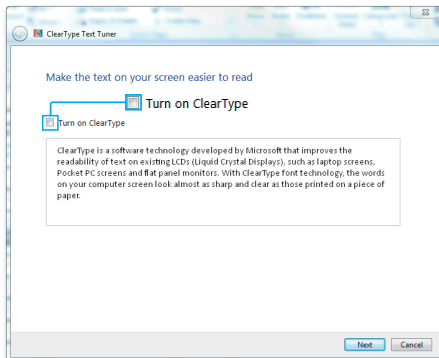 ClearType Text Tuner
Make the text on your screen easier to read
Turn on ClearType
Turn on ClearType
ClearType is a software technology developed by Microsoft that improves the
readability of text on existing LCDs (Liquid Crystal Displays), such as laptop screens,
Pocket PC screens and flat panel monitors. With ClearType font technology, the words
on your computer screen look almost as sharp and clear as those printed on a piece of
paper.
Next Cancel